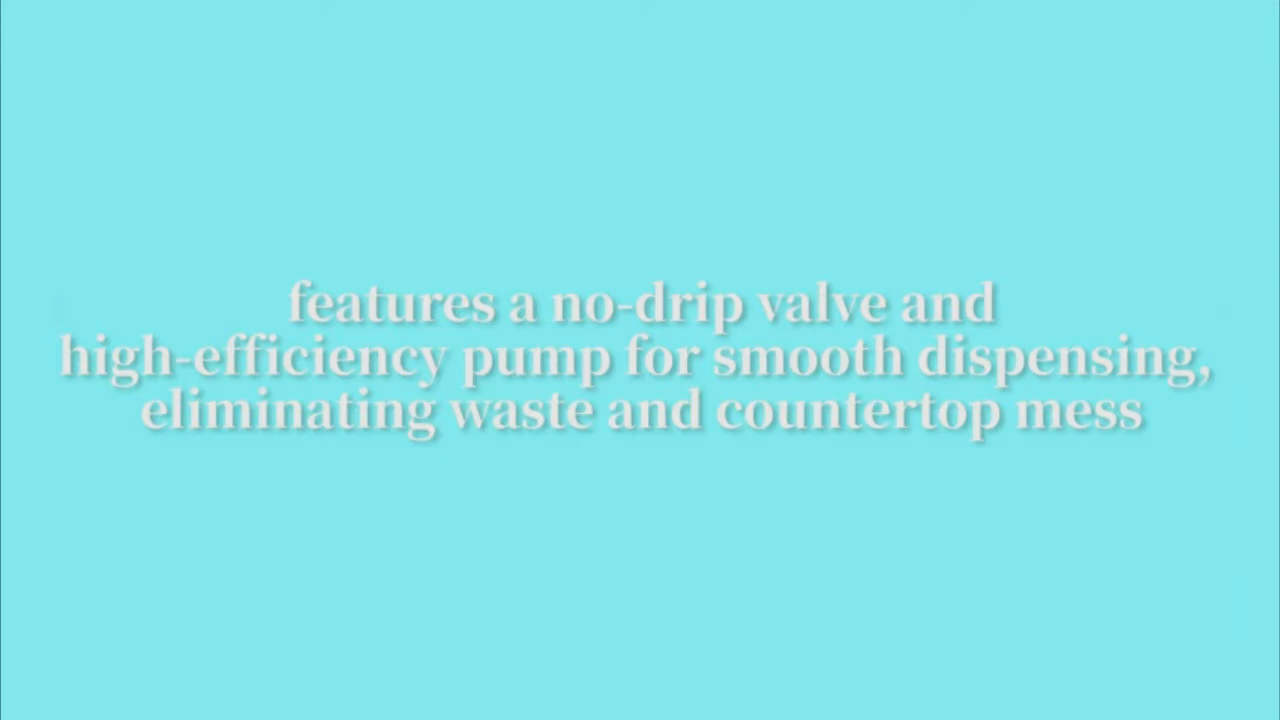 features a no-drip valve and
high-efficiency pump for smooth dispensing,
eliminating waste and countertop mess